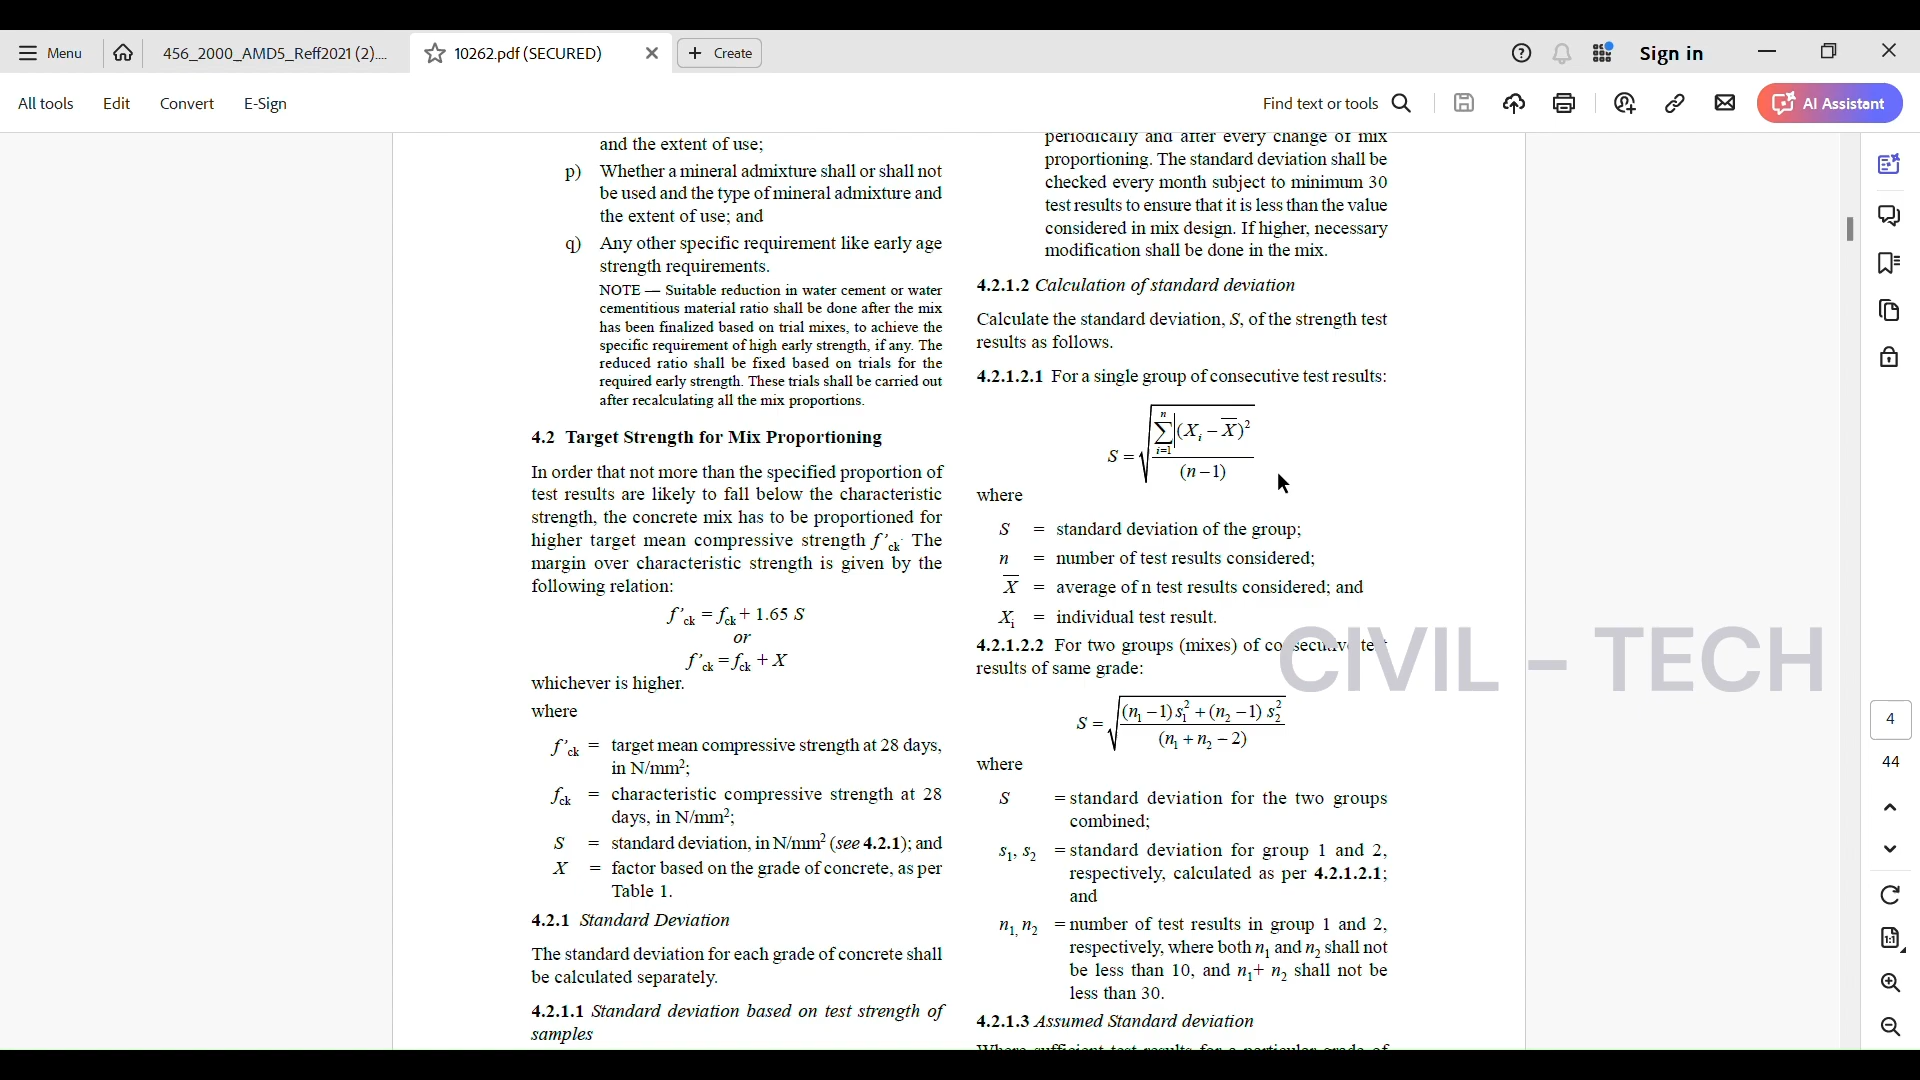 Menu
456_2000_AMD5_Reff2021 (2)....
10262.pdf (SECURED)
Create
Sign in
All tools
Edit
Convert
E-Sign
Find text or tools
AI Assistant
and the extent of use;
p) Whether a mineral admixture shall or shall not
be used and the type of mineral admixture and
the extent of use; and
q) Any other specific requirement like early age
strength requirements.
NOTE — Suitable reduction in water cement or water
cementitious material ratio shall be done after the mix
has been finalized based on trial mixes, to achieve the
specific requirement of high early strength, if any. The
reduced ratio shall be fixed based on trials for the
required early strength. These trials shall be carried out
after recalculating all the mix proportions.
4.2 Target Strength for Mix Proportioning
In order that not more than the specified proportion of
test results are likely to fall below the characteristic
strength, the concrete mix has to be proportioned for
higher target mean compressive strength f’ck. The
margin over characteristic strength is given by the
following relation:
f’ck = fck + 1.65 S
or
f’ck = fck + X
whichever is higher.
where
f’ck = target mean compressive strength at 28 days,
in N/mm²;
fck = characteristic compressive strength at 28
days, in N/mm²;
S = standard deviation, in N/mm² (see 4.2.1); and
X = factor based on the grade of concrete, as per
Table 1.
4.2.1 Standard Deviation
The standard deviation for each grade of concrete shall
be calculated separately.
4.2.1.1 Standard deviation based on test strength of
samples
periodically and after every change of mix
proportioning. The standard deviation shall be
checked every month subject to minimum 30
test results to ensure that it is less than the value
considered in mix design. If higher, necessary
modification shall be done in the mix.
4.2.1.2 Calculation of standard deviation
Calculate the standard deviation, S, of the strength test
results as follows.
4.2.1.2.1 For a single group of consecutive test results:
S = √(∑ⁿᵢ₌₁ |(Xi – X̄)² / (n – 1))
where
S = standard deviation of the group;
n = number of test results considered;
X̄ = average of n test results considered; and
Xi = individual test result.
4.2.1.2.2 For two groups (mixes) of consecutive test
results of same grade:
S = √((n₁ – 1) s₁² + (n₂ – 1) s₂² / (n₁ + n₂ – 2))
where
S = standard deviation for the two groups
combined;
s₁, s₂ = standard deviation for group 1 and 2,
respectively, calculated as per 4.2.1.2.1;
and
n₁, n₂ = number of test results in group 1 and 2,
respectively, where both n₁ and n₂ shall not
be less than 10, and n₁+ n₂ shall not be
less than 30.
4.2.1.3 Assumed Standard deviation
Where sufficient test results for a particular grade of
CIVIL - TECH
4
44